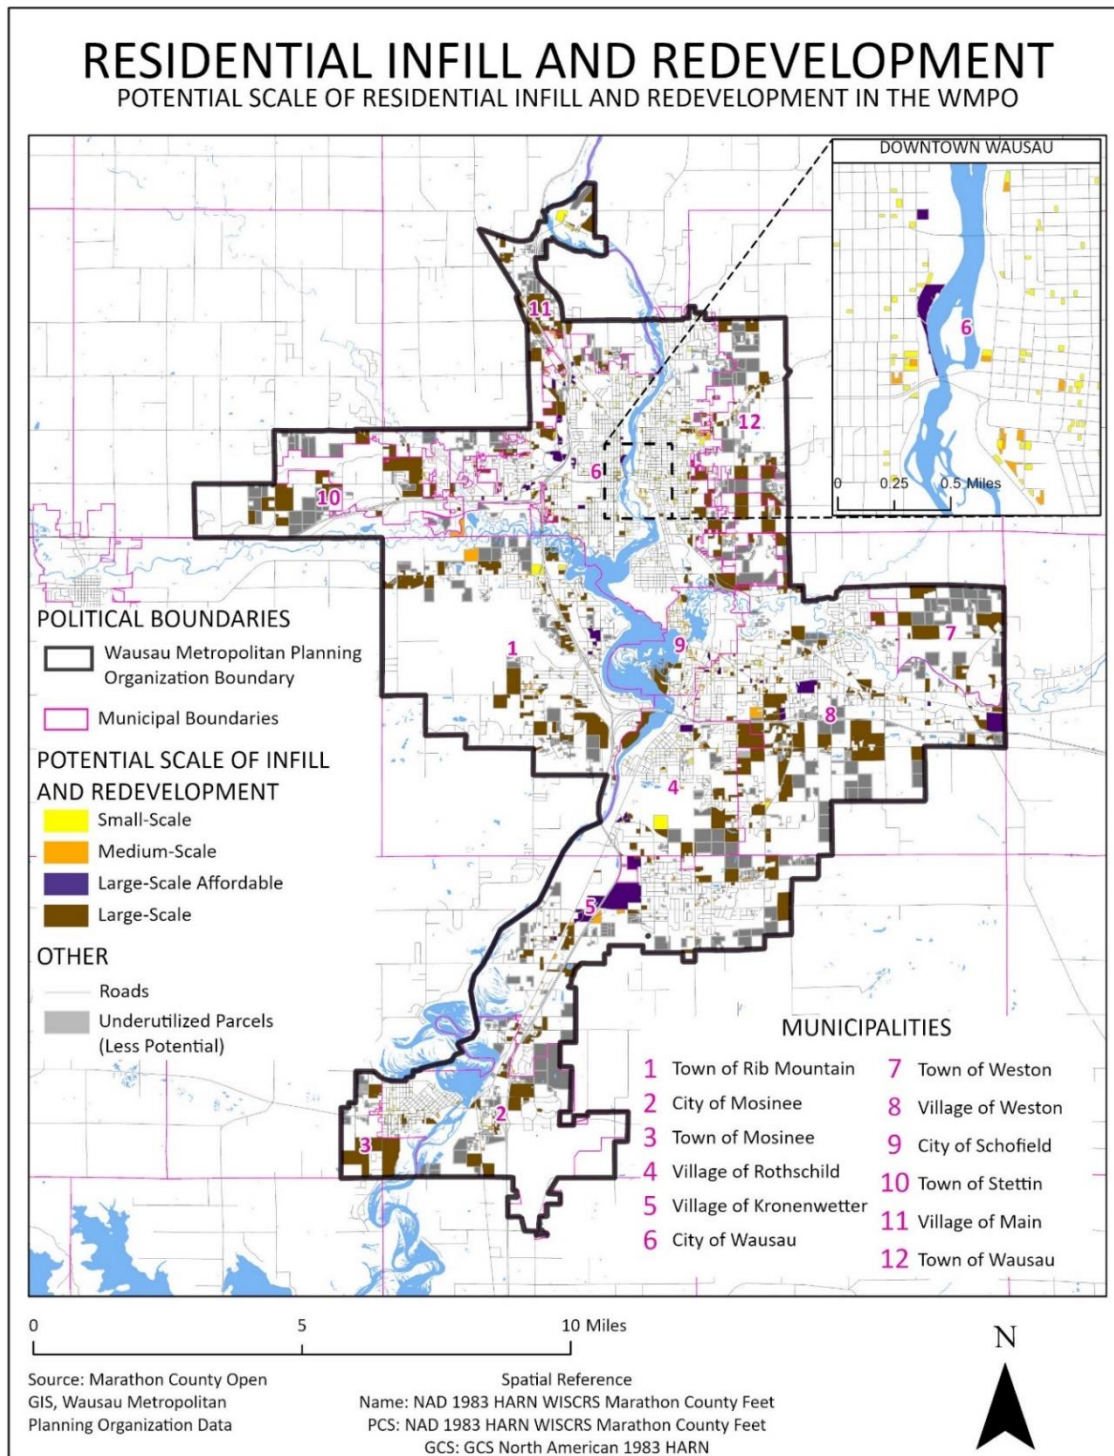 RESIDENTIAL INFILL AND REDEVELOPMENT
POTENTIAL SCALE OF RESIDENTIAL INFILL AND REDEVELOPMENT IN THE WMPO
DOWNTOWN WAUSAU
6
0
0.25
0.5 Miles
11
12
6
10
1
9
7
8
4
5
2
3
POLITICAL BOUNDARIES
Wausau Metropolitan Planning
Organization Boundary
Municipal Boundaries
POTENTIAL SCALE OF INFILL
AND REDEVELOPMENT
Small-Scale
Medium-Scale
Large-Scale Affordable
Large-Scale
OTHER
Roads
Underutilized Parcels
(Less Potential)
MUNICIPALITIES
1 Town of Rib Mountain
2 City of Mosinee
3 Town of Mosinee
4 Village of Rothschild
5 Village of Kronenwetter
6 City of Wausau
7 Town of Weston
8 Village of Weston
9 City of Schofield
10 Town of Stettin
11 Village of Main
12 Town of Wausau
0 5 10 Miles
Source: Marathon County Open
GIS, Wausau Metropolitan
Planning Organization Data
Spatial Reference
Name: NAD 1983 HARN WISCRS Marathon County Feet
PCS: NAD 1983 HARN WISCRS Marathon County Feet
GCS: GCS North American 1983 HARN
N